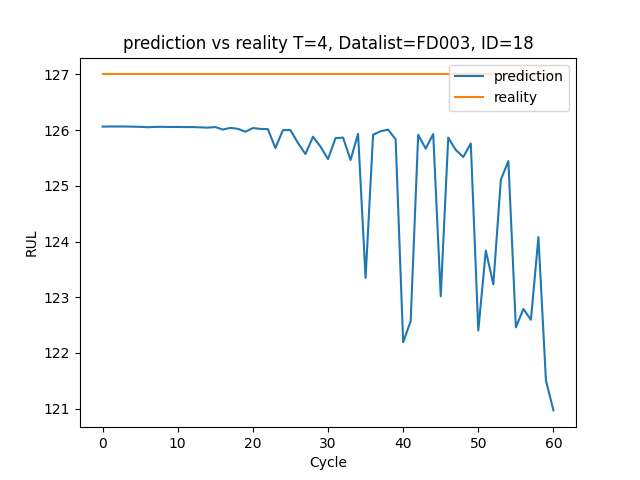 prediction vs reality T=4, Datalist=FD003, ID=18
127
126
125
124
123
122
121
RUL
prediction
reality
0 10 20 30 40 50 60
Cycle